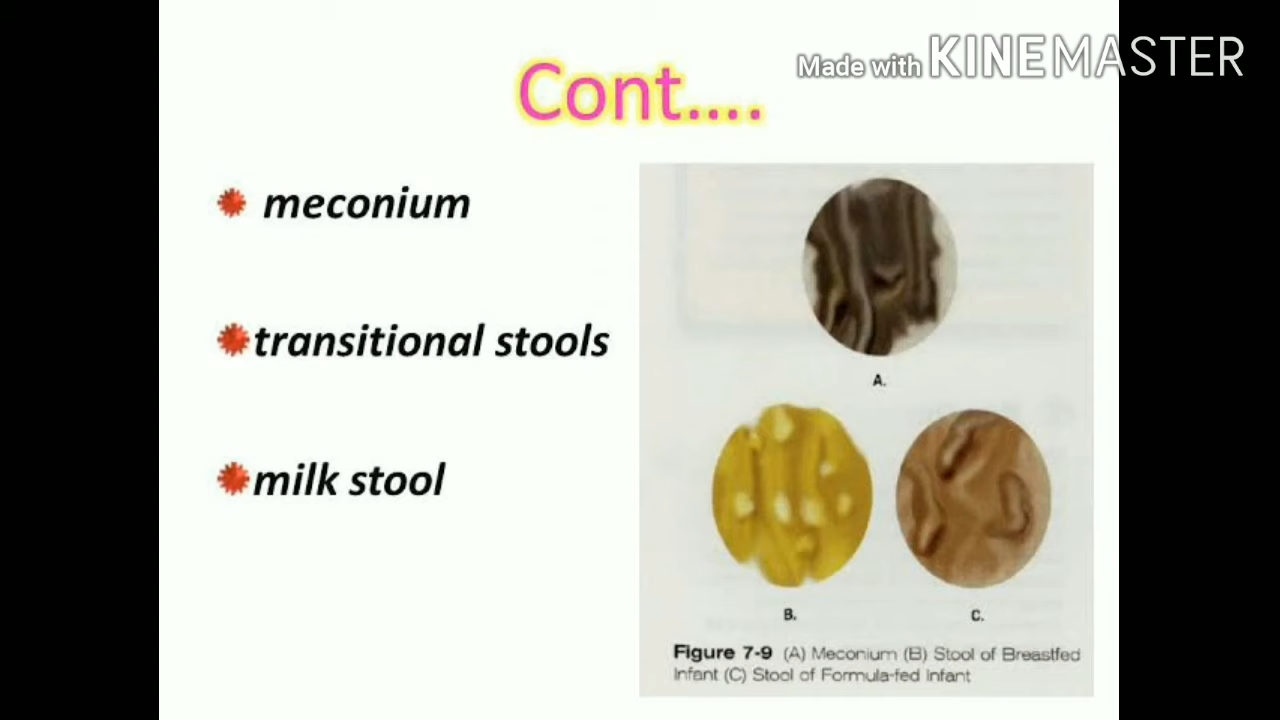 Made with KINEMASTER
Cont....
meconium
transitional stools
milk stool
A.
B.
C.
Figure 7-9 (A) Meconium (B) Stool of Breastfed
Infant (C) Stool of Formula-fed Infant